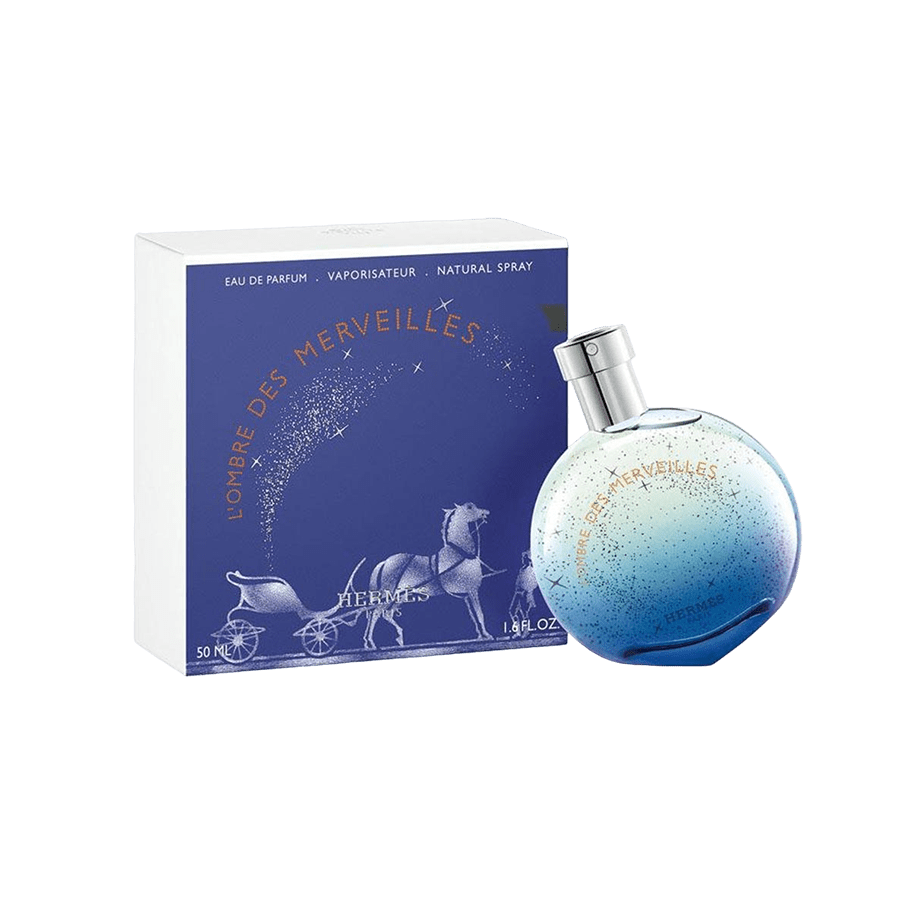 EAU DE PARFUM . VAPORISATEUR . NATURAL SPRAY
L'OMBRE DES MERVEILLES
HERMÈS
PARIS
50 ML
1.6 FL.OZ.
L'OMBRE DES MERVEILLES
HERMÈS
PARIS